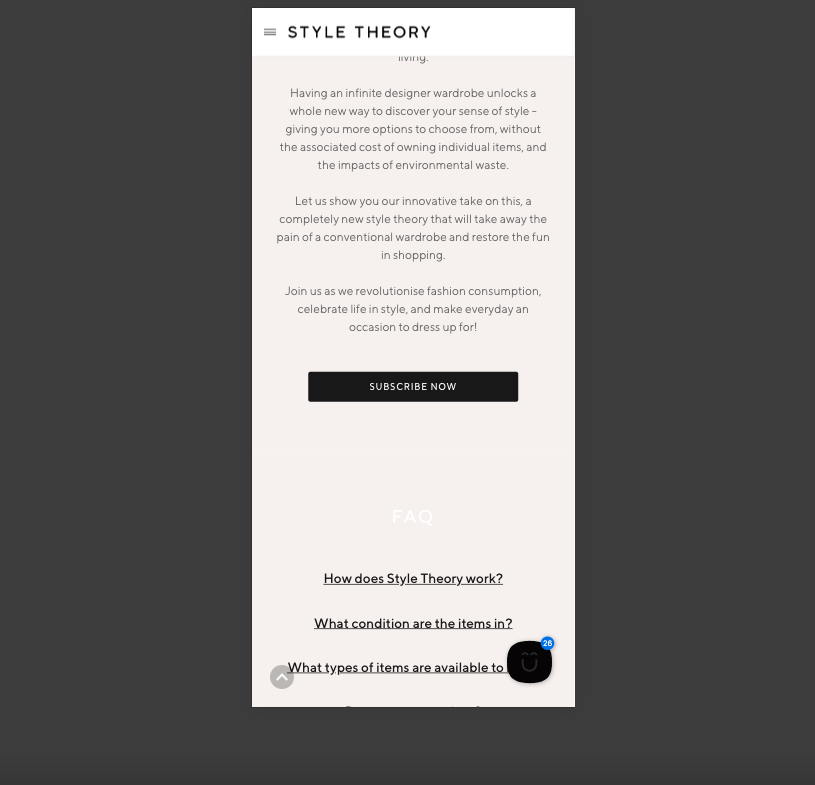 STYLE THEORY
living.
Having an infinite designer wardrobe unlocks a
whole new way to discover your sense of style –
giving you more options to choose from, without
the associated cost of owning individual items, and
the impacts of environmental waste.
Let us show you our innovative take on this, a
completely new style theory that will take away the
pain of a conventional wardrobe and restore the fun
in shopping.
Join us as we revolutionise fashion consumption,
celebrate life in style, and make everyday an
occasion to dress up for!
SUBSCRIBE NOW
FAQ
How does Style Theory work?
What condition are the items in?
26
What types of items are available to